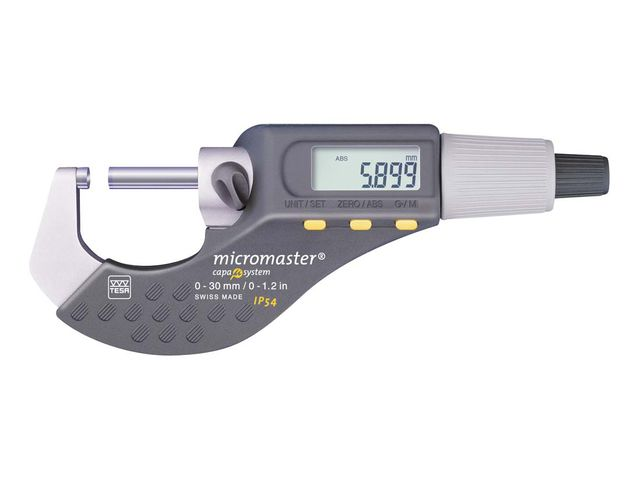 ABS
mm
5.899
UNIT / SET ZERO / ABS G / M
micromaster®
capa µ system
0 - 30 mm / 0 - 1.2 in
SWISS MADE IP54
TESA